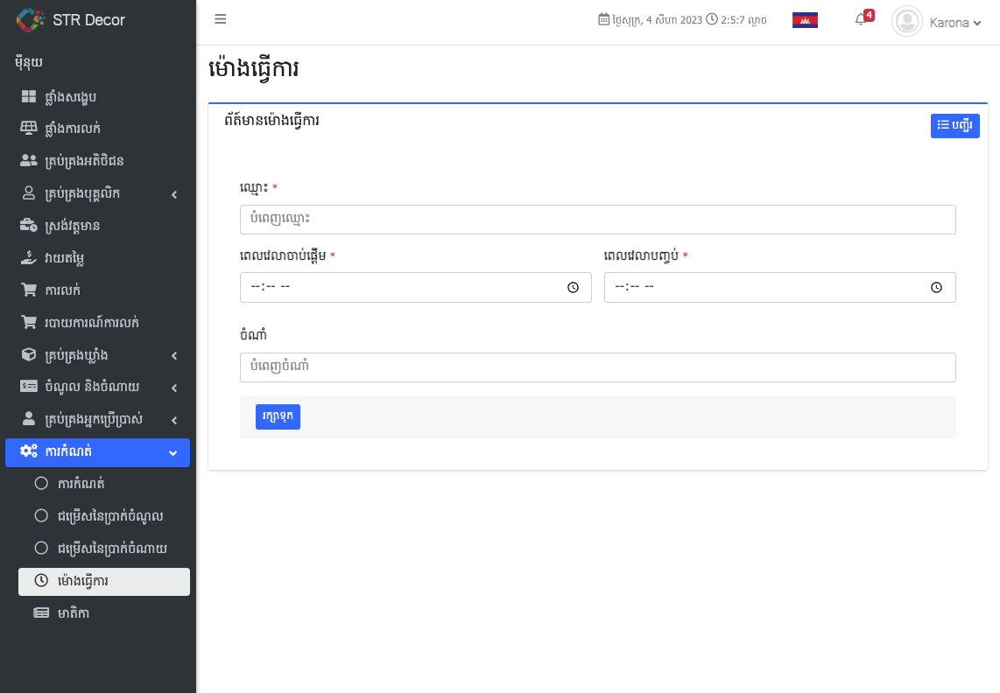 STR Decor
ថ្ងៃសុក្រ, 4 សីហា 2023 2:5:7 ល្ងាច
4
Karona
ម៉ឺនុយ
ផ្ទាំងសង្ខេប
ផ្ទាំងការលក់
គ្រប់គ្រងអតិថិជន
គ្រប់គ្រងបុគ្គលិក
ស្រង់វត្តមាន
វាយតម្លៃ
ការលក់
របាយការណ៍ការលក់
គ្រប់គ្រងឃ្លាំង
ចំណូល និងចំណាយ
គ្រប់គ្រងអ្នកប្រើប្រាស់
ការកំណត់
ការកំណត់
ជម្រើសនៃប្រាក់ចំណូល
ជម្រើសនៃប្រាក់ចំណាយ
ម៉ោងធ្វើការ
មាតិកា
ម៉ោងធ្វើការ
ព័ត៍មានម៉ោងធ្វើការ
បញ្ជីរ
ឈ្មោះ *
បំពេញឈ្មោះ
ពេលវេលាចាប់ផ្តើម *
ពេលវេលាបញ្ចប់ *
--:-- --
--:-- --
ចំណាំ
បំពេញចំណាំ
រក្សាទុក